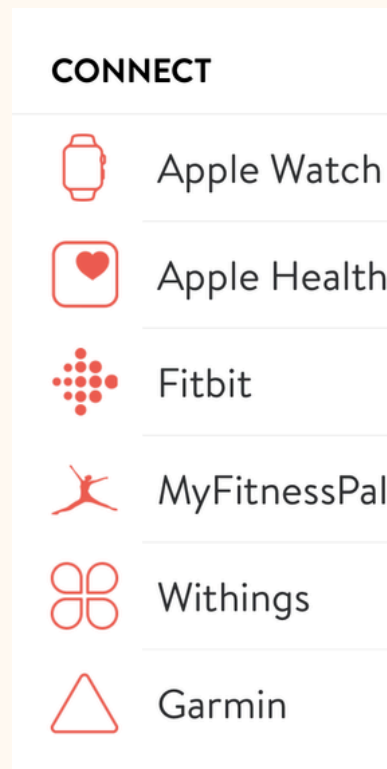 CONNECT
Apple Watch
Apple Health
Fitbit
MyFitnessPal
Withings
Garmin